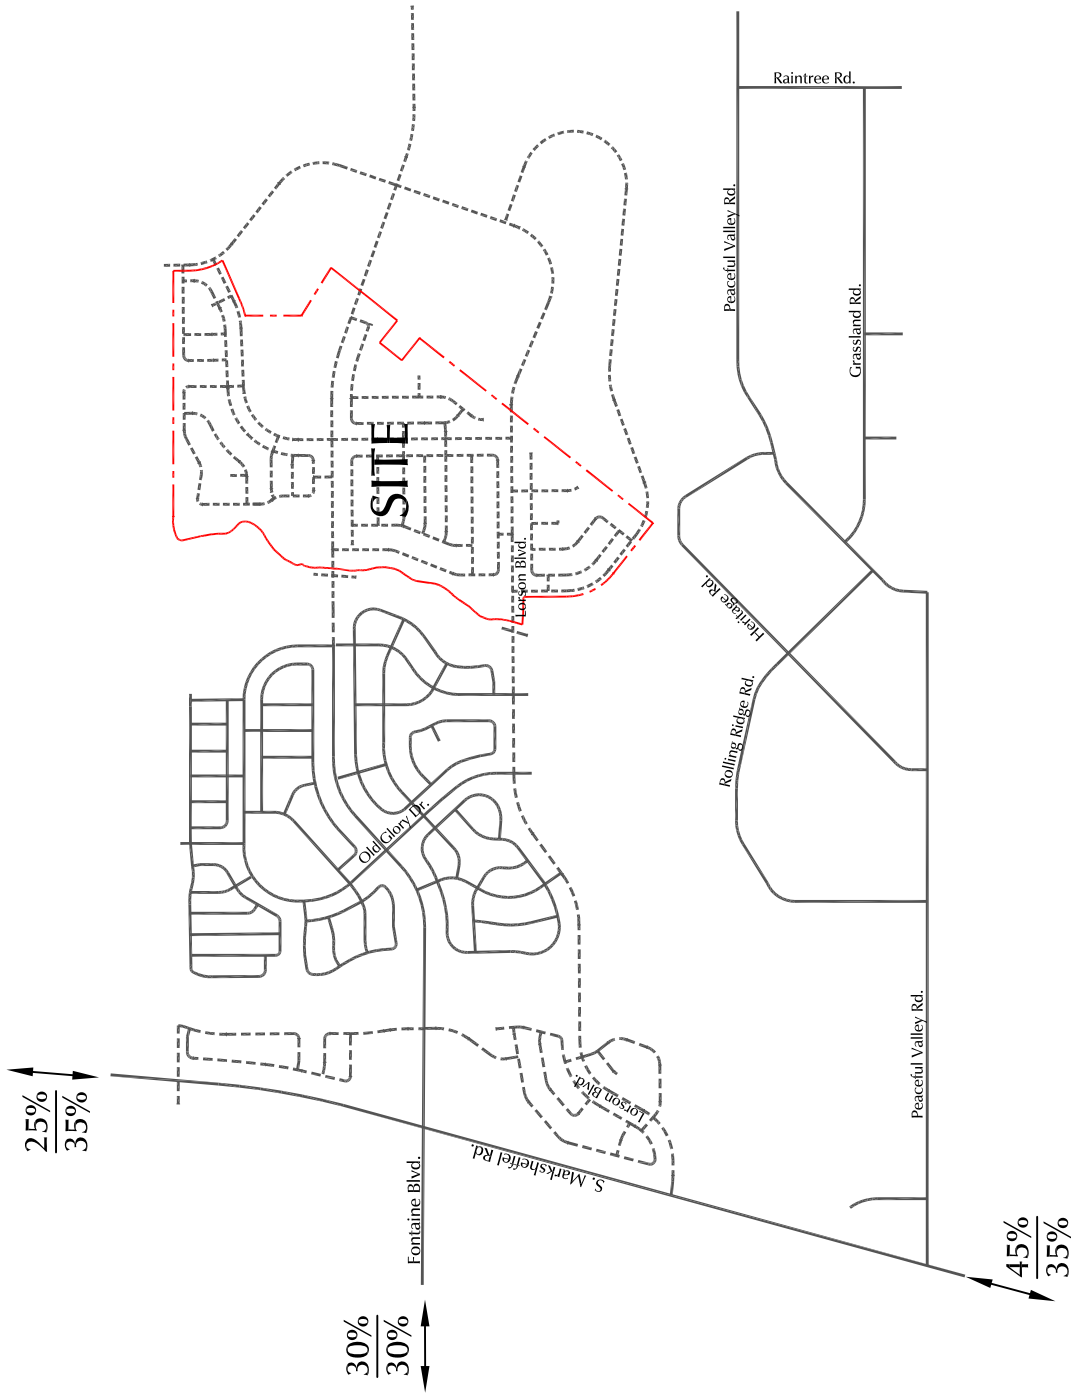 Raintree Rd.
Peaceful Valley Rd.
Grassland Rd.
SITE
Lorson Blvd.
Heritage Rd.
Rolling Ridge Rd.
Old Glory Dr.
Peaceful Valley Rd.
Lorson Blvd.
S. Marksheffel Rd.
Fontaine Blvd.
25%
35%
45%
35%
30%
30%